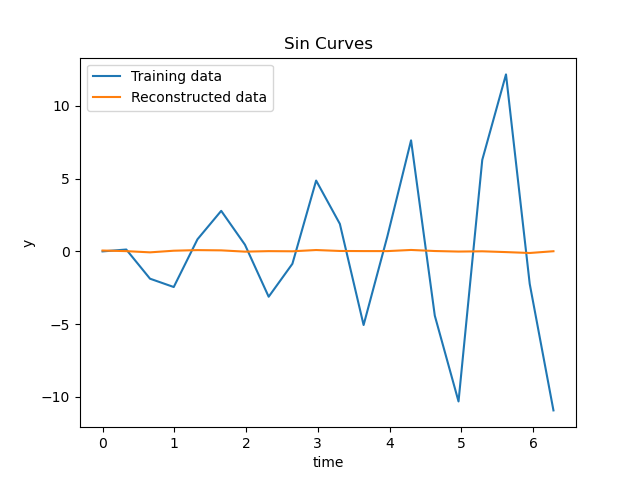 Sin Curves
Training data
Reconstructed data
y
10
5
0
−5
−10
0 1 2 3 4 5 6
time